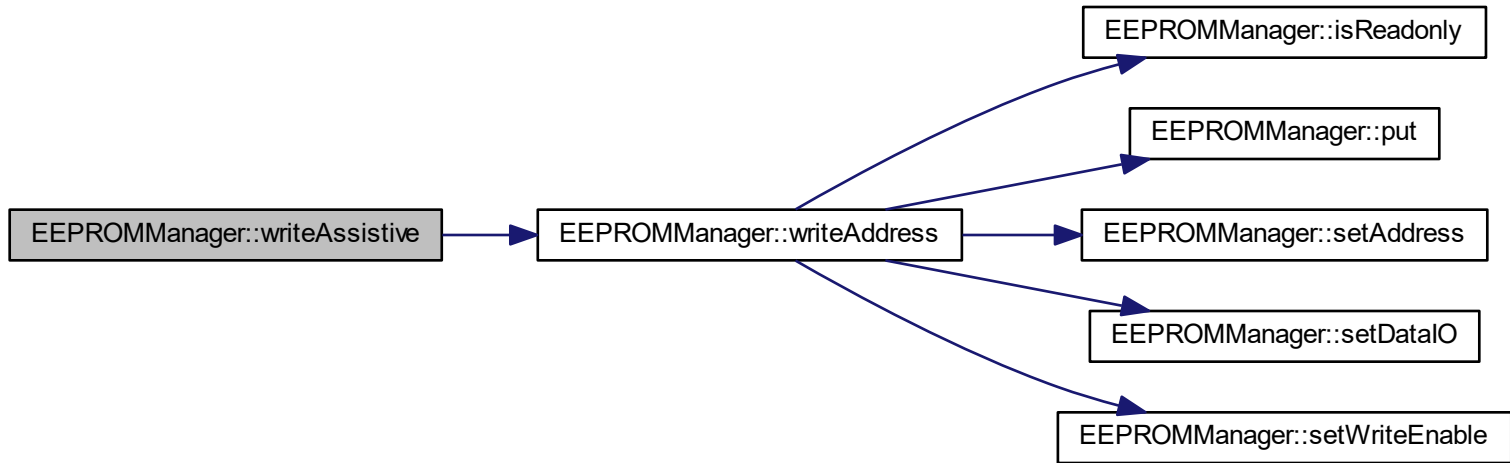 EEPROMManager::writeAssistive
EEPROMManager::writeAddress
EEPROMManager::isReadonly
EEPROMManager::put
EEPROMManager::setAddress
EEPROMManager::setDataIO
EEPROMManager::setWriteEnable